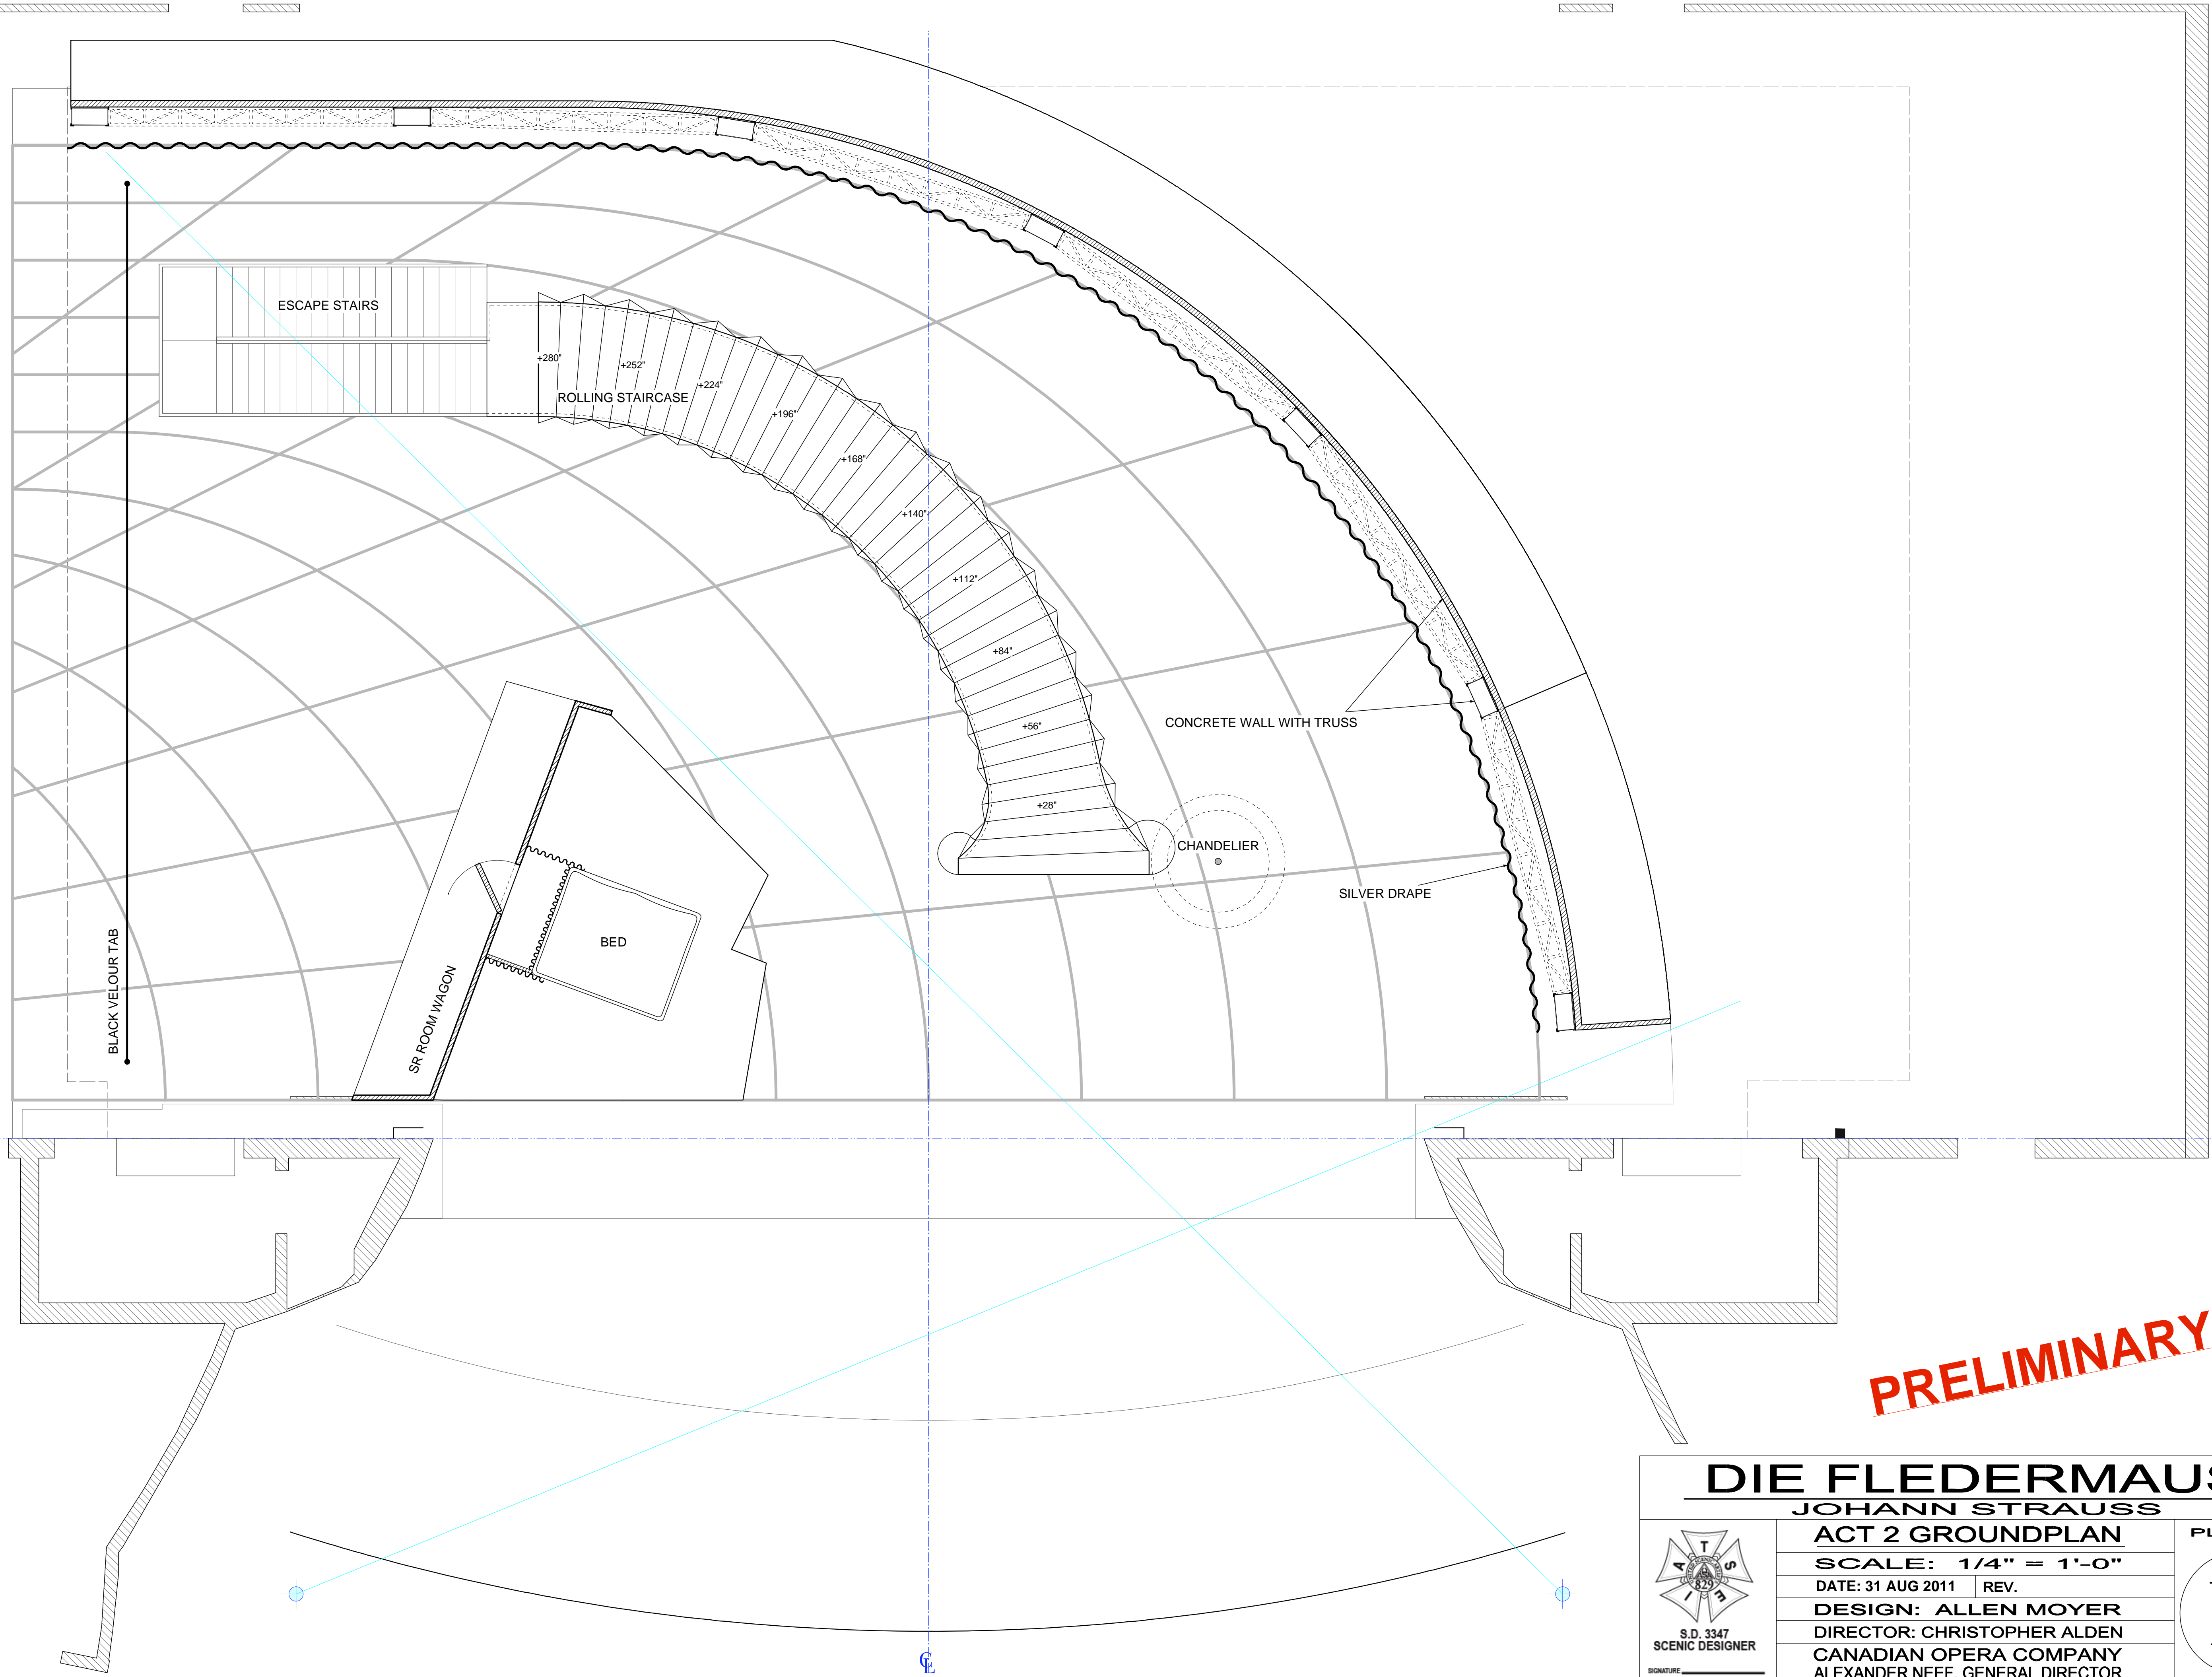 ESCAPE STAIRS
+280"
+252"
+224"
ROLLING STAIRCASE
+196"
+168"
+140"
+112"
+84"
+56"
+28"
CONCRETE WALL WITH TRUSS
CHANDELIER
SILVER DRAPE
BED
BLACK VELOUR TAB
SR ROOM WAGON
PRELIMINARY
DIE FLEDERMAUS
JOHANN STRAUSS
ACT 2 GROUNDPLAN
SCALE: 1/4" = 1'-0"
DATE: 31 AUG 2011 REV.
DESIGN: ALLEN MOYER
DIRECTOR: CHRISTOPHER ALDEN
CANADIAN OPERA COMPANY
ALEXANDER NEEF, GENERAL DIRECTOR
IATSE
829
S.D. 3347
SCENIC DESIGNER
SIGNATURE
CL